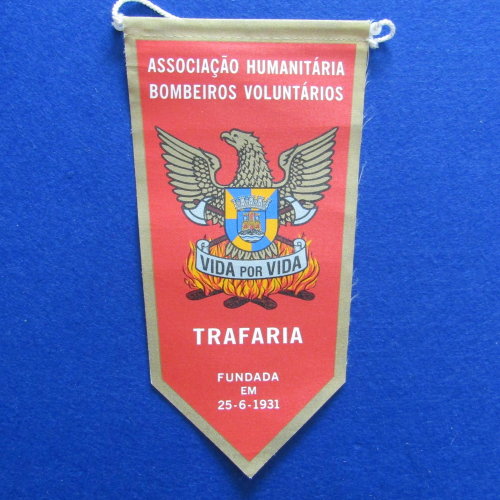 ASSOCIAÇÃO HUMANITÁRIA
BOMBEIROS VOLUNTÁRIOS
VIDA POR VIDA
TRAFARIA
FUNDADA
EM
25-6-1931